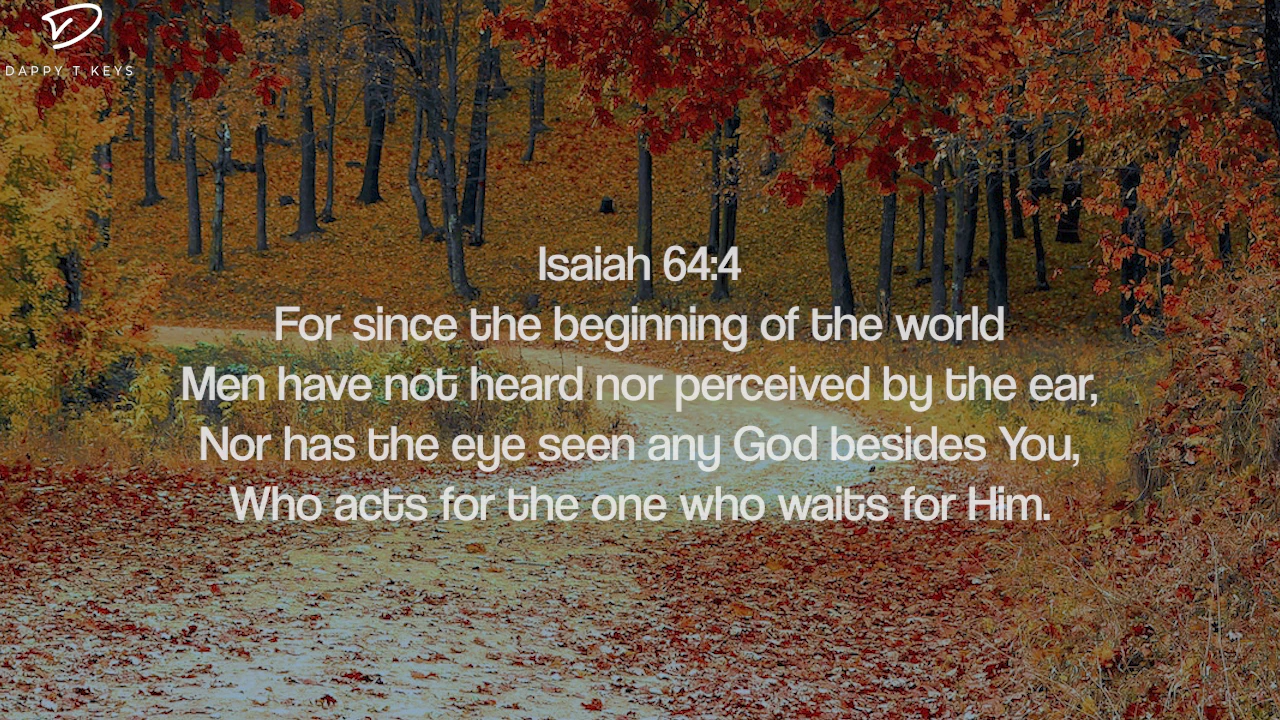 DAPPY T KEYS
Isaiah 64:4
For since the beginning of the world
Men have not heard nor perceived by the ear,
Nor has the eye seen any God besides You,
Who acts for the one who waits for Him.